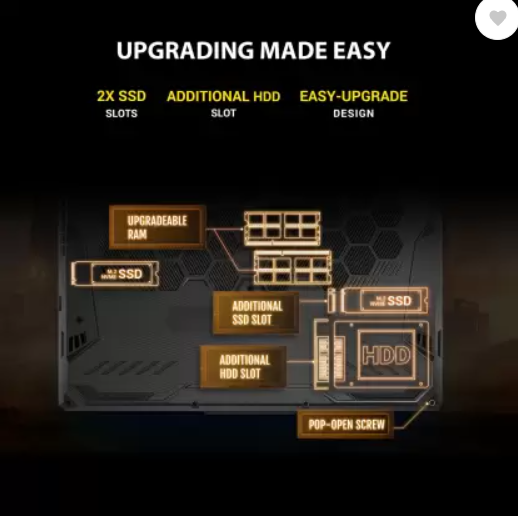 UPGRADING MADE EASY
2X SSD
SLOTS
ADDITIONAL HDD
SLOT
EASY-UPGRADE
DESIGN
UPGRADEABLE
RAM
M.2
NVME SSD
ADDITIONAL
SSD SLOT
M.2
NVME SSD
ADDITIONAL
HDD SLOT
HDD
POP-OPEN SCREW